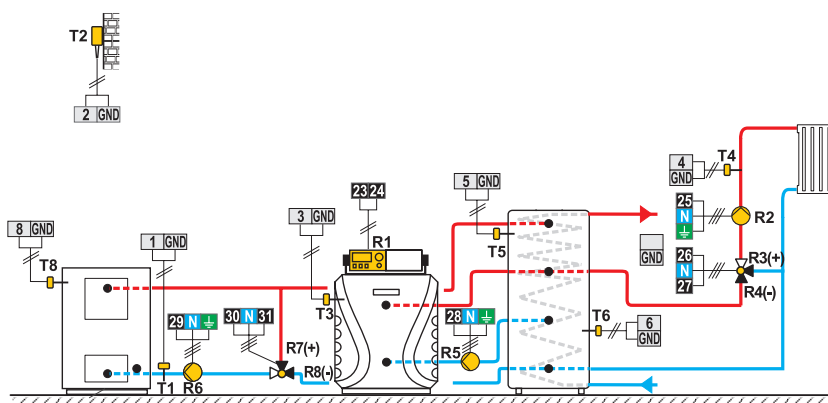 T2
2 GND
4
GND
T4
5 GND
23 24
25
N
R2
8 GND
1 GND
3 GND
R1
T5
GND
26
N
27
R3(+)
R4(-)
T8
T3
T6
6
GND
29 N
30 N 31
28 N
R7(+)
R5
T1
R6
R8(-)